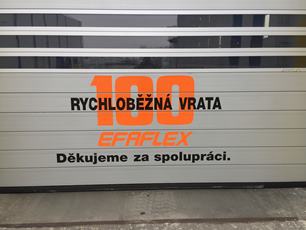 100
RYCHLOBĚŽNÁ VRATA
EFAFLEX
Děkujeme za spolupráci.